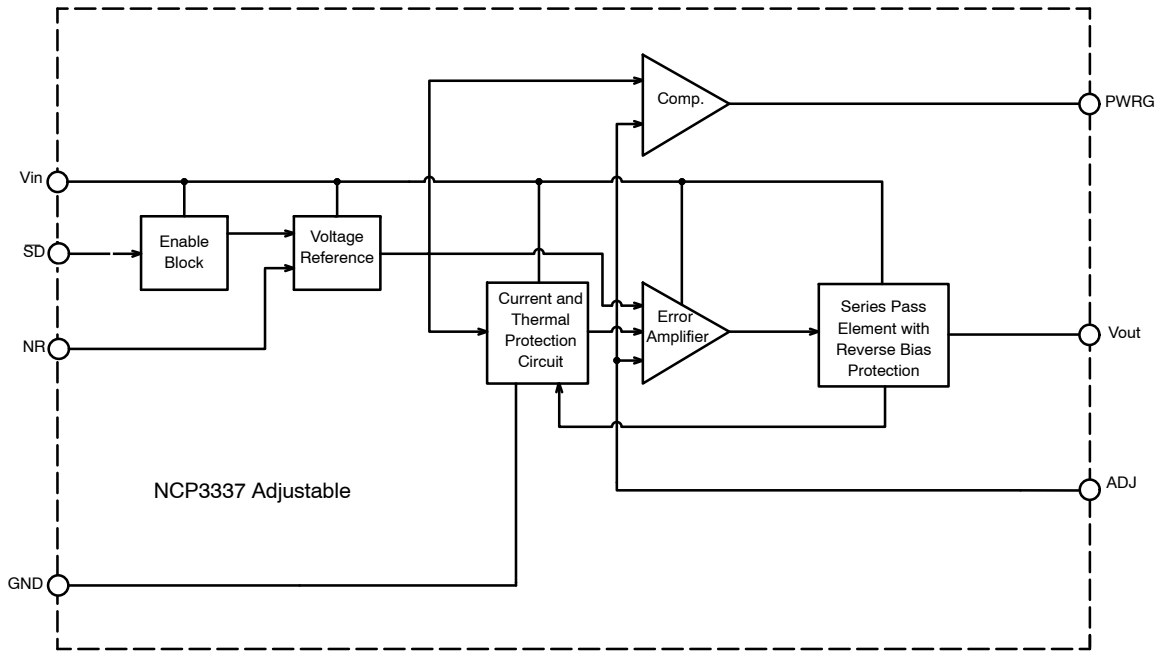 Comp.
PWRG
Vin
SD
Enable
Block
Voltage
Reference
NR
Current and
Thermal
Protection
Circuit
Error
Amplifier
Series Pass
Element with
Reverse Bias
Protection
Vout
NCP3337 Adjustable
ADJ
GND